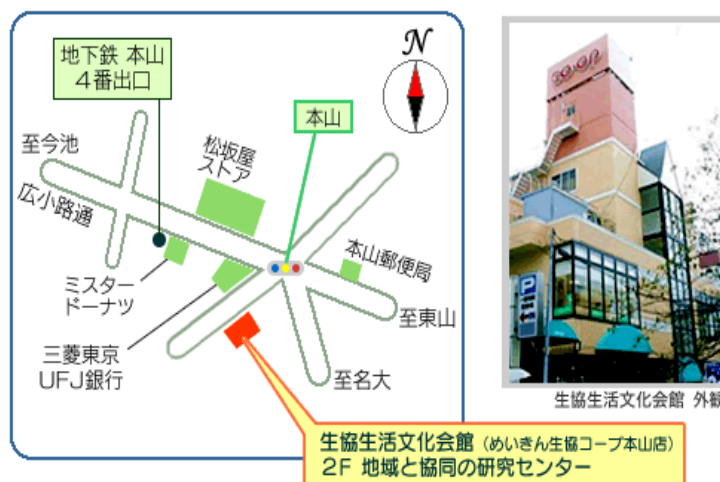 地下鉄 本山
4番出口
N
本山
至今池
松坂屋
ストア
広小路通
本山郵便局
ミスター
ドーナツ
至東山
三菱東京
UFJ銀行
至名大
生協生活文化会館(めいきん生協コープ本山店)
2F 地域と協同の研究センター
CO-OP
P
生協生活文化会館 外観